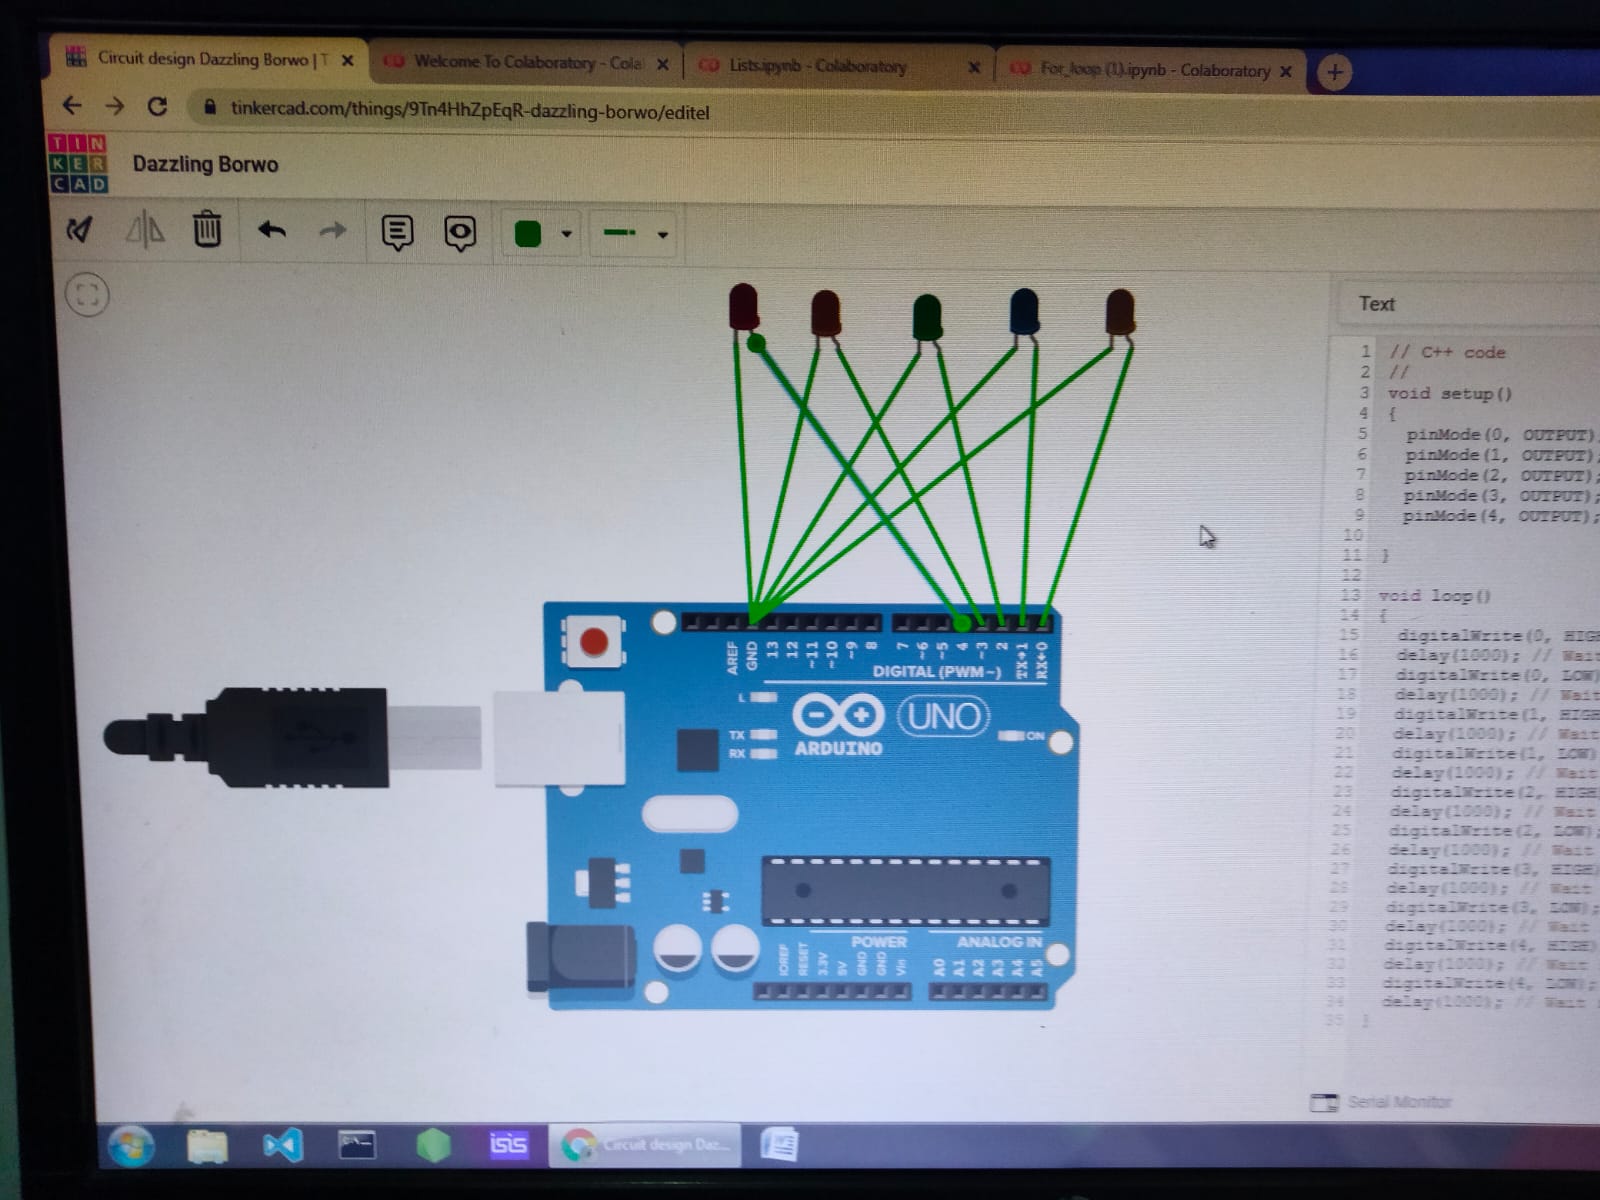 Circuit design Dazzling Borwo | T
Welcome To Colaboratory - Cola
Lists.ipynb - Colaboratory
For_loop (1).ipynb - Colaboratory
tinkercad.com/things/9Tn4HhZpEqR-dazzling-borwo/editel
TIN
KER
CAD
Dazzling Borwo
Text
1 // C++ code
2 //
3 void setup()
4 {
5 pinMode(0, OUTPUT);
6 pinMode(1, OUTPUT);
7 pinMode(2, OUTPUT);
8 pinMode(3, OUTPUT);
9 pinMode(4, OUTPUT);
10
11 }
12
13 void loop()
14 {
15 digitalWrite(0, HIGH
16 delay(1000); // Wait
17 digitalWrite(0, LOW)
18 delay(1000); // Wait
19 digitalWrite(1, HIGH
20 delay(1000); // Wait
21 digitalWrite(1, LOW)
22 delay(1000); // Wait
23 digitalWrite(2, HIGH
24 delay(1000); // Wait
25 digitalWrite(2, LOW);
26 delay(1000); // Wait
27 digitalWrite(3, HIGH)
28 delay(1000); // Wait
29 digitalWrite(3, LOW);
30 delay(1000); // Wait
31 digitalWrite(4, HIGH)
32 delay(1000); // Wait
33 digitalWrite(4, LOW);
34 delay(1000); // Wait
35 }
AREF GND 13 12 ~11 ~10 ~9 8 7 ~6 ~5 4 ~3 2 TX→1 RX←0
DIGITAL (PWM~)
L
TX
RX
UNO
ON
ARDUINO
POWER
ANALOG IN
IOREF RESET 3.3V 5V GND GND Vin A0 A1 A2 A3 A4 A5
Serial Monitor
isis
Circuit design Daz...